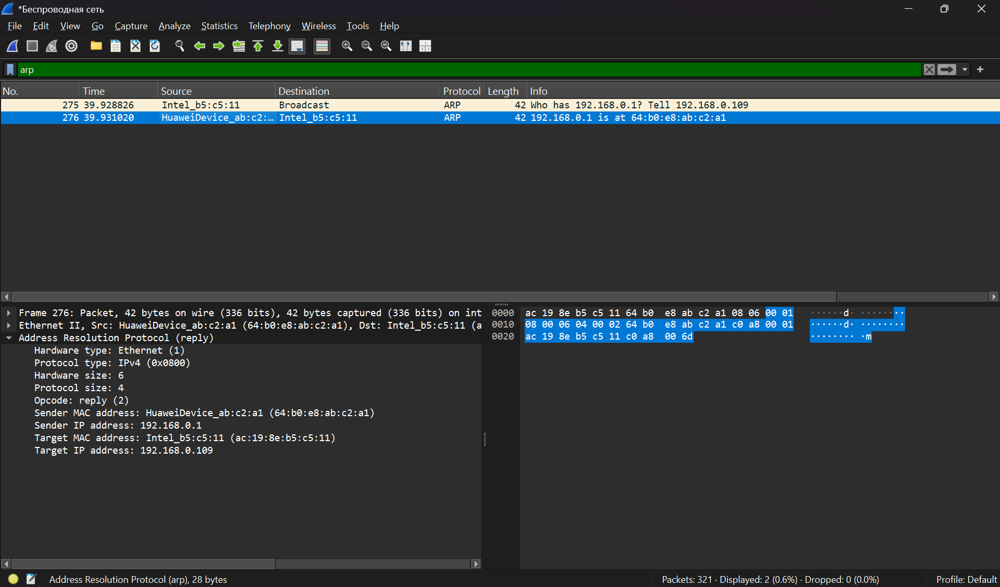 *Беспроводная сеть
File Edit View Go Capture Analyze Statistics Telephony Wireless Tools Help
arp
No. Time Source Destination Protocol Length Info
275 39.928826 Intel_b5:c5:11 Broadcast ARP 42 Who has 192.168.0.1? Tell 192.168.0.109
276 39.931020 HuaweiDevice_ab:c2:… Intel_b5:c5:11 ARP 42 192.168.0.1 is at 64:b0:e8:ab:c2:a1
Frame 276: Packet, 42 bytes on wire (336 bits), 42 bytes captured (336 bits) on int
Ethernet II, Src: HuaweiDevice_ab:c2:a1 (64:b0:e8:ab:c2:a1), Dst: Intel_b5:c5:11 (a
Address Resolution Protocol (reply)
Hardware type: Ethernet (1)
Protocol type: IPv4 (0x0800)
Hardware size: 6
Protocol size: 4
Opcode: reply (2)
Sender MAC address: HuaweiDevice_ab:c2:a1 (64:b0:e8:ab:c2:a1)
Sender IP address: 192.168.0.1
Target MAC address: Intel_b5:c5:11 (ac:19:8e:b5:c5:11)
Target IP address: 192.168.0.109
0000 ac 19 8e b5 c5 11 64 b0 e8 ab c2 a1 08 06 00 01 ······d· ········
0010 08 00 06 04 00 02 64 b0 e8 ab c2 a1 c0 a8 00 01 ······d· ········
0020 ac 19 8e b5 c5 11 c0 a8 00 6d ········ ·m
Address Resolution Protocol (arp), 28 bytes
Packets: 321 · Displayed: 2 (0.6%) · Dropped: 0 (0.0%)
Profile: Default